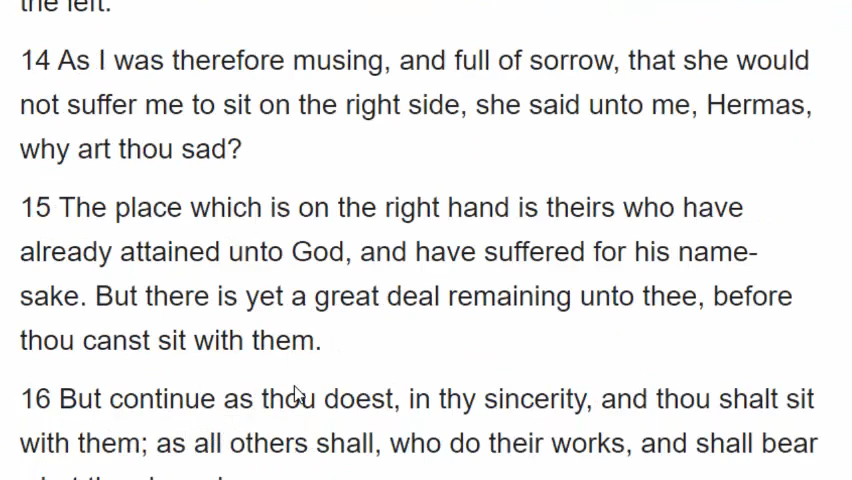 the left.
14 As I was therefore musing, and full of sorrow, that she would
not suffer me to sit on the right side, she said unto me, Hermas,
why art thou sad?
15 The place which is on the right hand is theirs who have
already attained unto God, and have suffered for his name-
sake. But there is yet a great deal remaining unto thee, before
thou canst sit with them.
16 But continue as thou doest, in thy sincerity, and thou shalt sit
with them; as all others shall, who do their works, and shall bear